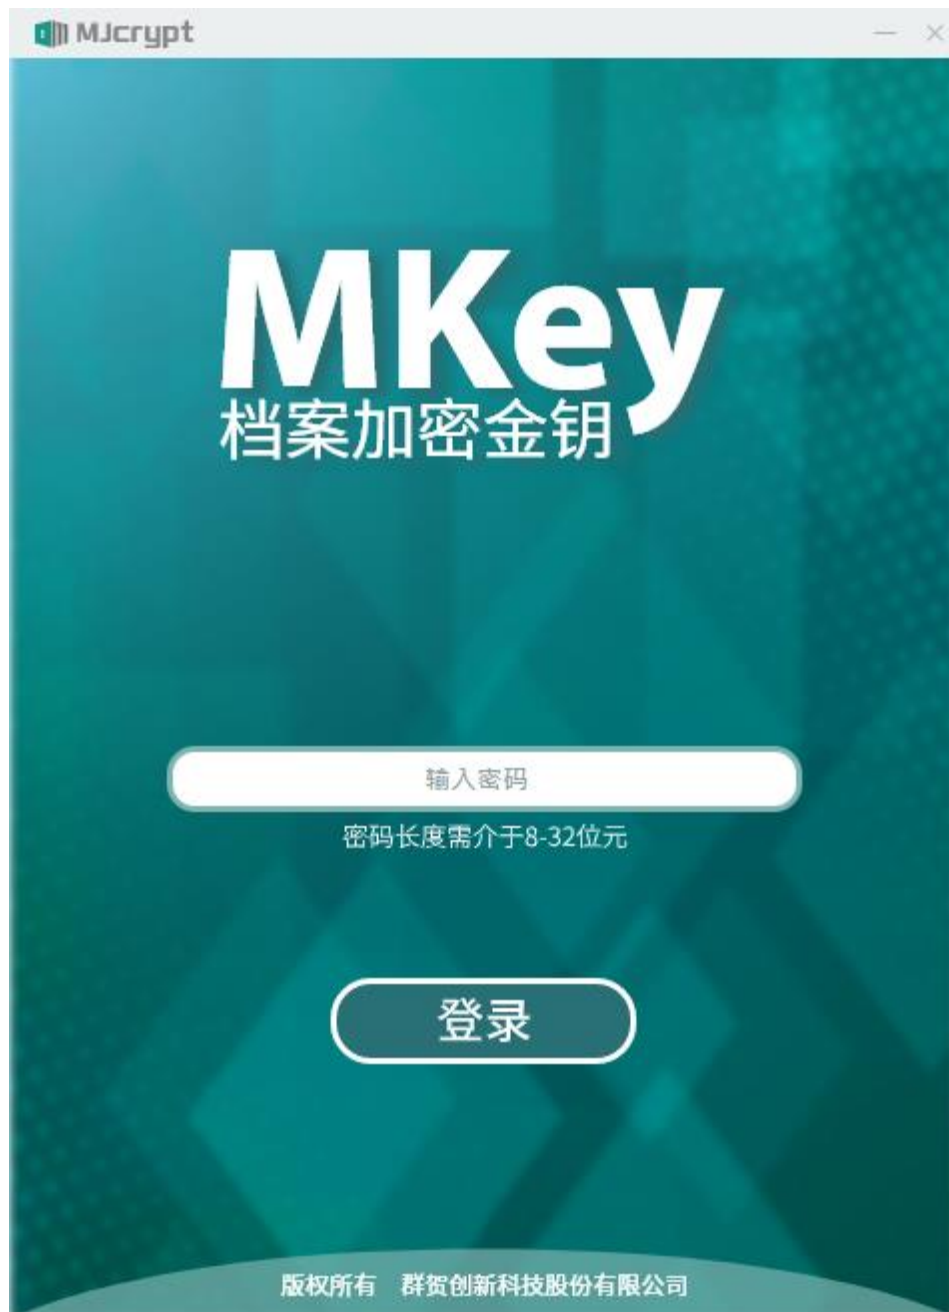 MJcrypt
MKey
档案加密金钥
输入密码
密码长度需介于8-32位元
登录
版权所有 群贺创新科技股份有限公司